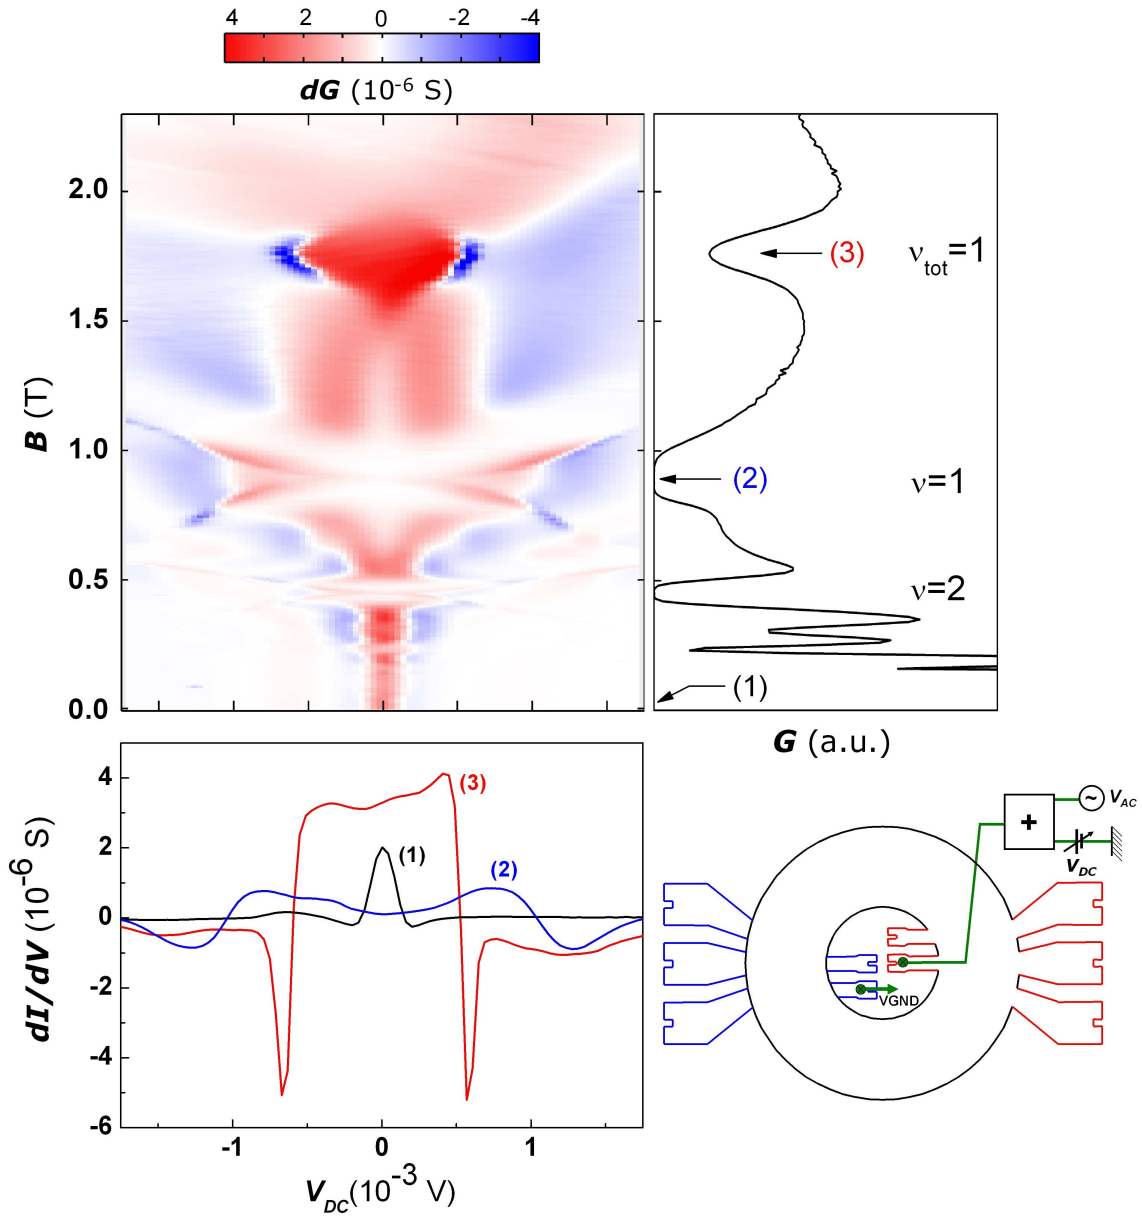 4 2 0 -2 -4
dG (10⁻⁶ S)
2.0
1.5
1.0
0.5
0.0
B (T)
(3) νtot=1
(2) ν=1
ν=2
(1)
G (a.u.)
4
2
0
-2
-4
-6
dI/dV (10⁻⁶ S)
(3)
(1)
(2)
-1 0 1
VDC(10⁻³ V)
+
~
VAC
VDC
VGND